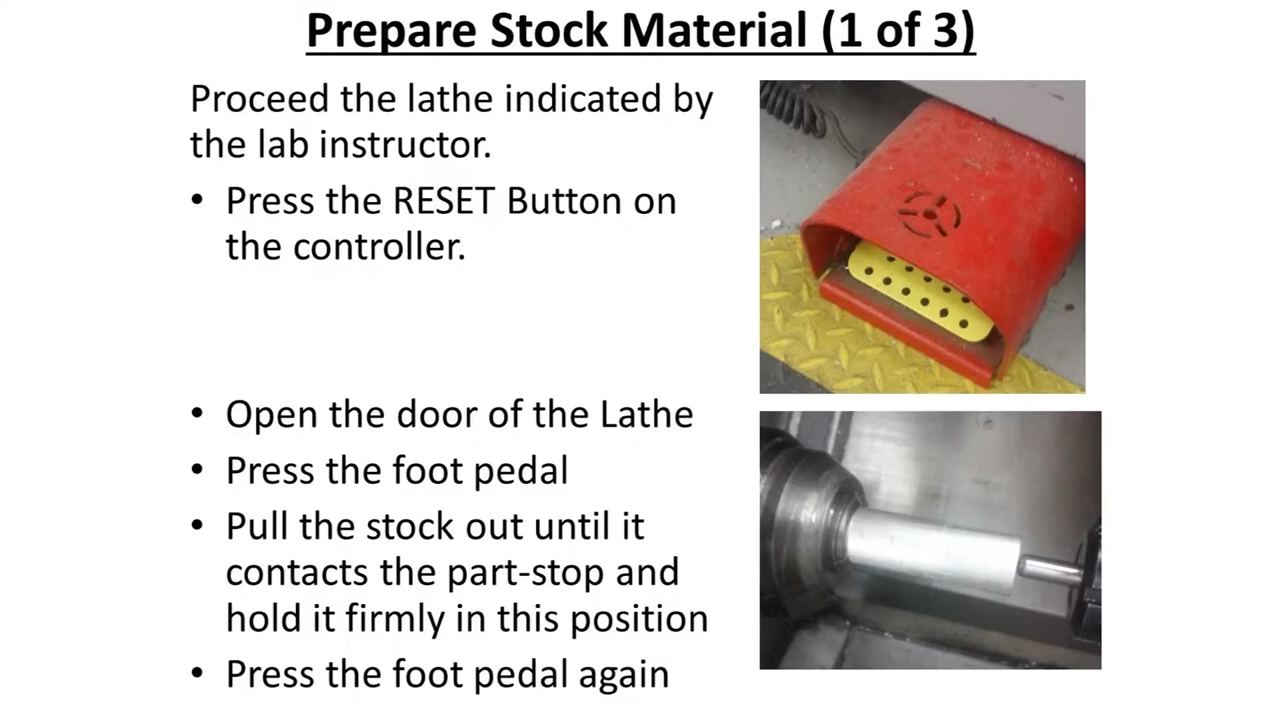 Prepare Stock Material (1 of 3)
Proceed the lathe indicated by
the lab instructor.
• Press the RESET Button on
the controller.
• Open the door of the Lathe
• Press the foot pedal
• Pull the stock out until it
contacts the part-stop and
hold it firmly in this position
• Press the foot pedal again